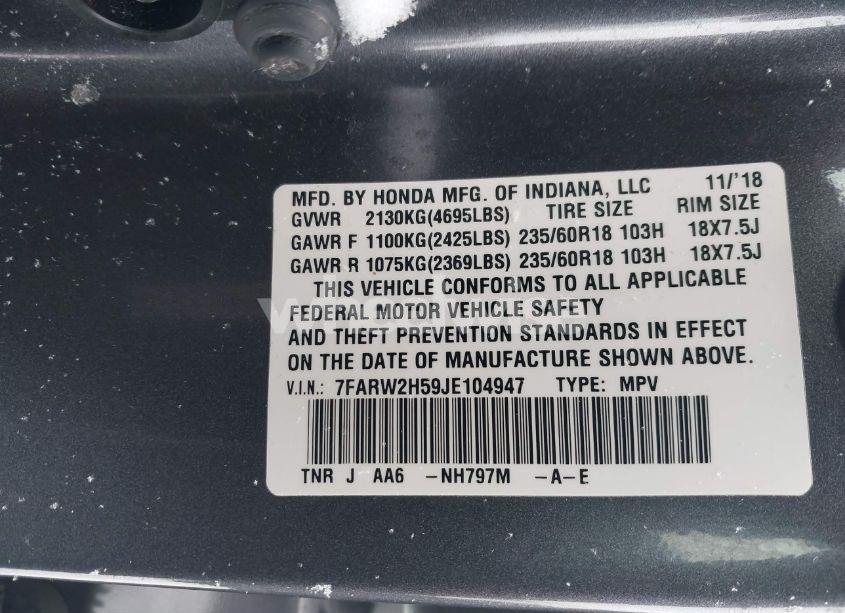 MFD. BY HONDA MFG. OF INDIANA, LLC 11/'18
GVWR 2130KG(4695LBS) TIRE SIZE RIM SIZE
GAWR F 1100KG(2425LBS) 235/60R18 103H 18X7.5J
GAWR R 1075KG(2369LBS) 235/60R18 103H 18X7.5J
THIS VEHICLE CONFORMS TO ALL APPLICABLE
FEDERAL MOTOR VEHICLE SAFETY
AND THEFT PREVENTION STANDARDS IN EFFECT
ON THE DATE OF MANUFACTURE SHOWN ABOVE.
V.I.N.: 7FARW2H59JE104947 TYPE: MPV
TNR J AA6 -NH797M -A-E